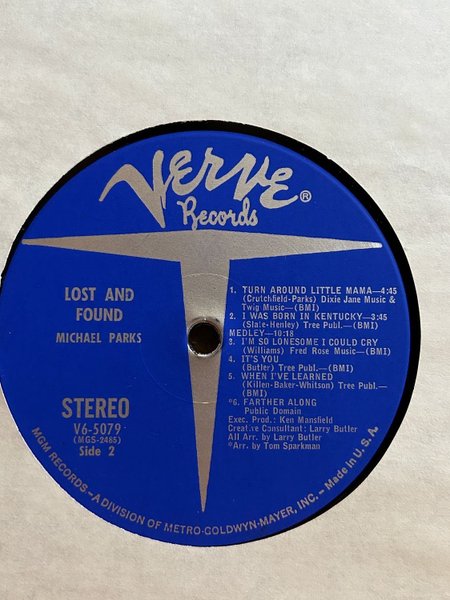 VERVE ®
Records
LOST AND
FOUND
MICHAEL PARKS
STEREO
V6-5079
(MGS-2485)
Side 2
1. TURN AROUND LITTLE MAMA—4:45
(Crutchfield-Parks) Dixie Jane Music &
Twig Music—(BMI)
2. I WAS BORN IN KENTUCKY—3:45
(Slate-Henley) Tree Publ.—(BMI)
MEDLEY—10:18
3. I'M SO LONESOME I COULD CRY
(Williams) Fred Rose Music—(BMI)
4. IT'S YOU
(Butler) Tree Publ.—(BMI)
5. WHEN I'VE LEARNED
(Killen-Baker-Whitson) Tree Publ.—
(BMI)
*6. FARTHER ALONG
Public Domain
Exec. Prod.: Ken Mansfield
Creative Consultant: Larry Butler
All Arr. by Larry Butler
*Arr. by Tom Sparkman
MGM RECORDS—A DIVISION OF METRO-GOLDWYN-MAYER, INC.—Made in U.S.A.